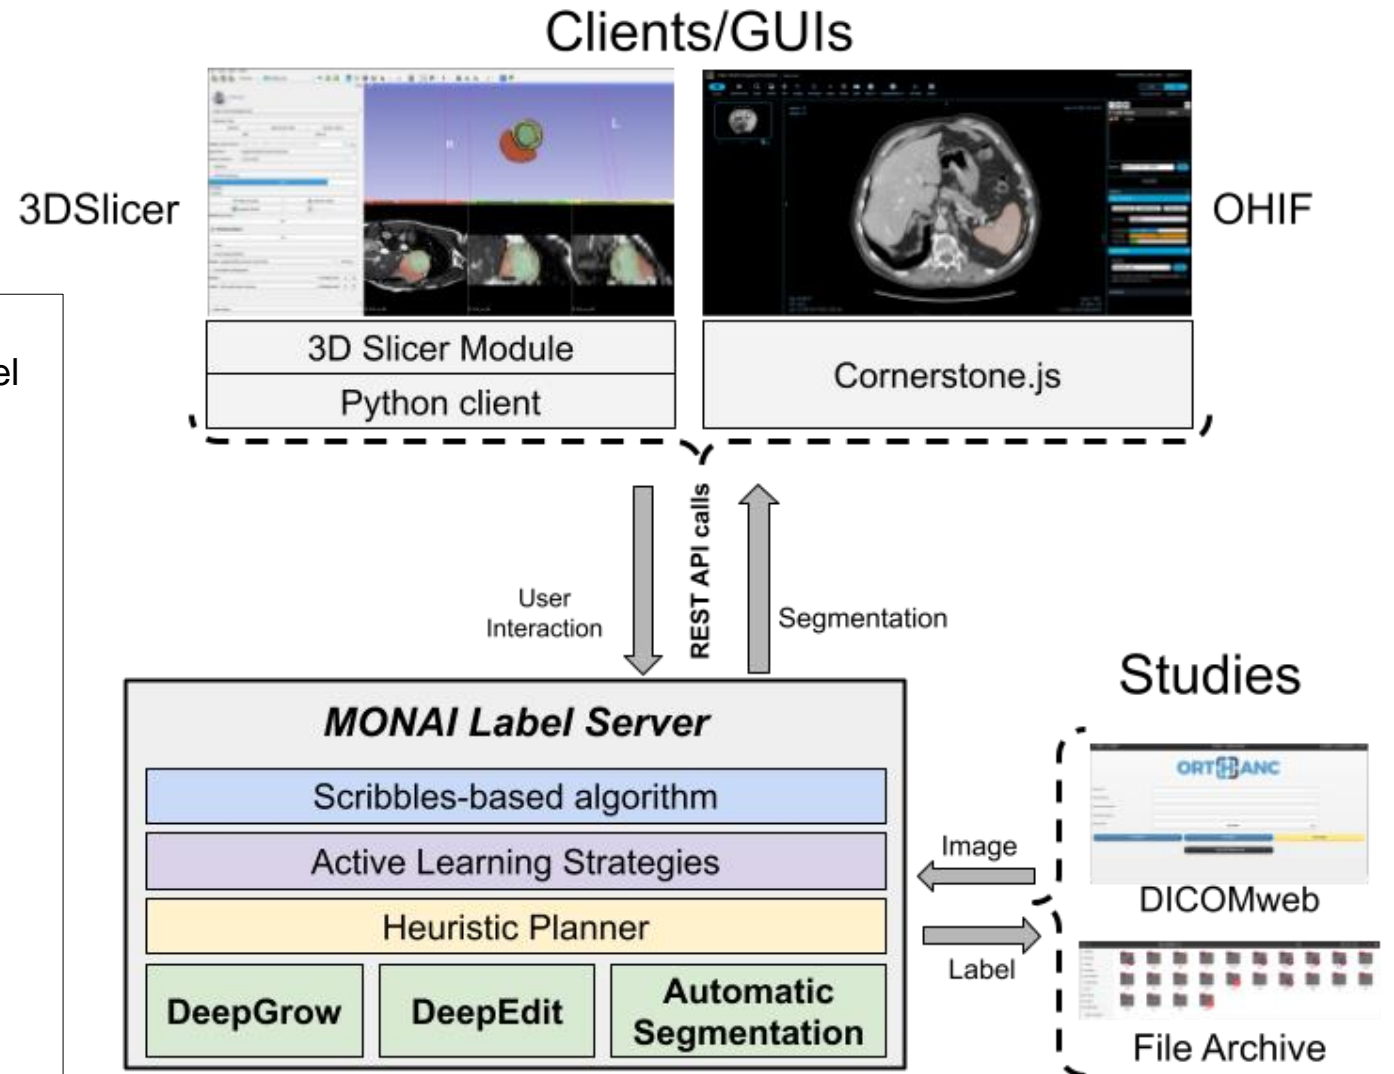 Clients/GUIs
3DSlicer
R
L
OHIF
el
3D Slicer Module
Python client
Cornerstone.js
User
Interaction
REST API calls
Segmentation
MONAI Label Server
Scribbles-based algorithm
Active Learning Strategies
Heuristic Planner
DeepGrow
DeepEdit
Automatic
Segmentation
Image
Label
Studies
ORTHANC
DICOMweb
File Archive